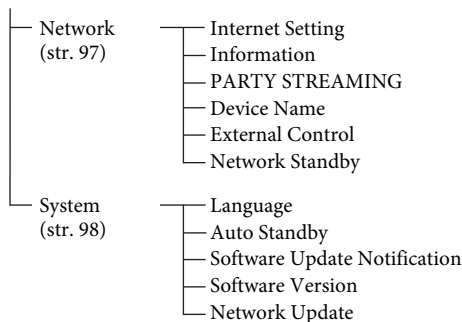 Network
(str. 97)
Internet Setting
Information
PARTY STREAMING
Device Name
External Control
Network Standby
System
(str. 98)
Language
Auto Standby
Software Update Notification
Software Version
Network Update